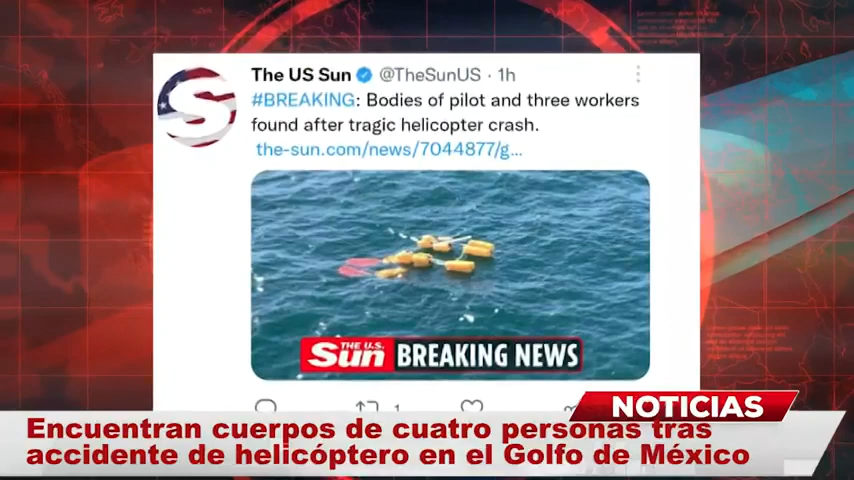 The US Sun @TheSunUS · 1h
#BREAKING: Bodies of pilot and three workers
found after tragic helicopter crash.
the-sun.com/news/7044877/g...
S
THE U.S.
Sun BREAKING NEWS
1
NOTICIAS
Encuentran cuerpos de cuatro personas tras
accidente de helicóptero en el Golfo de México